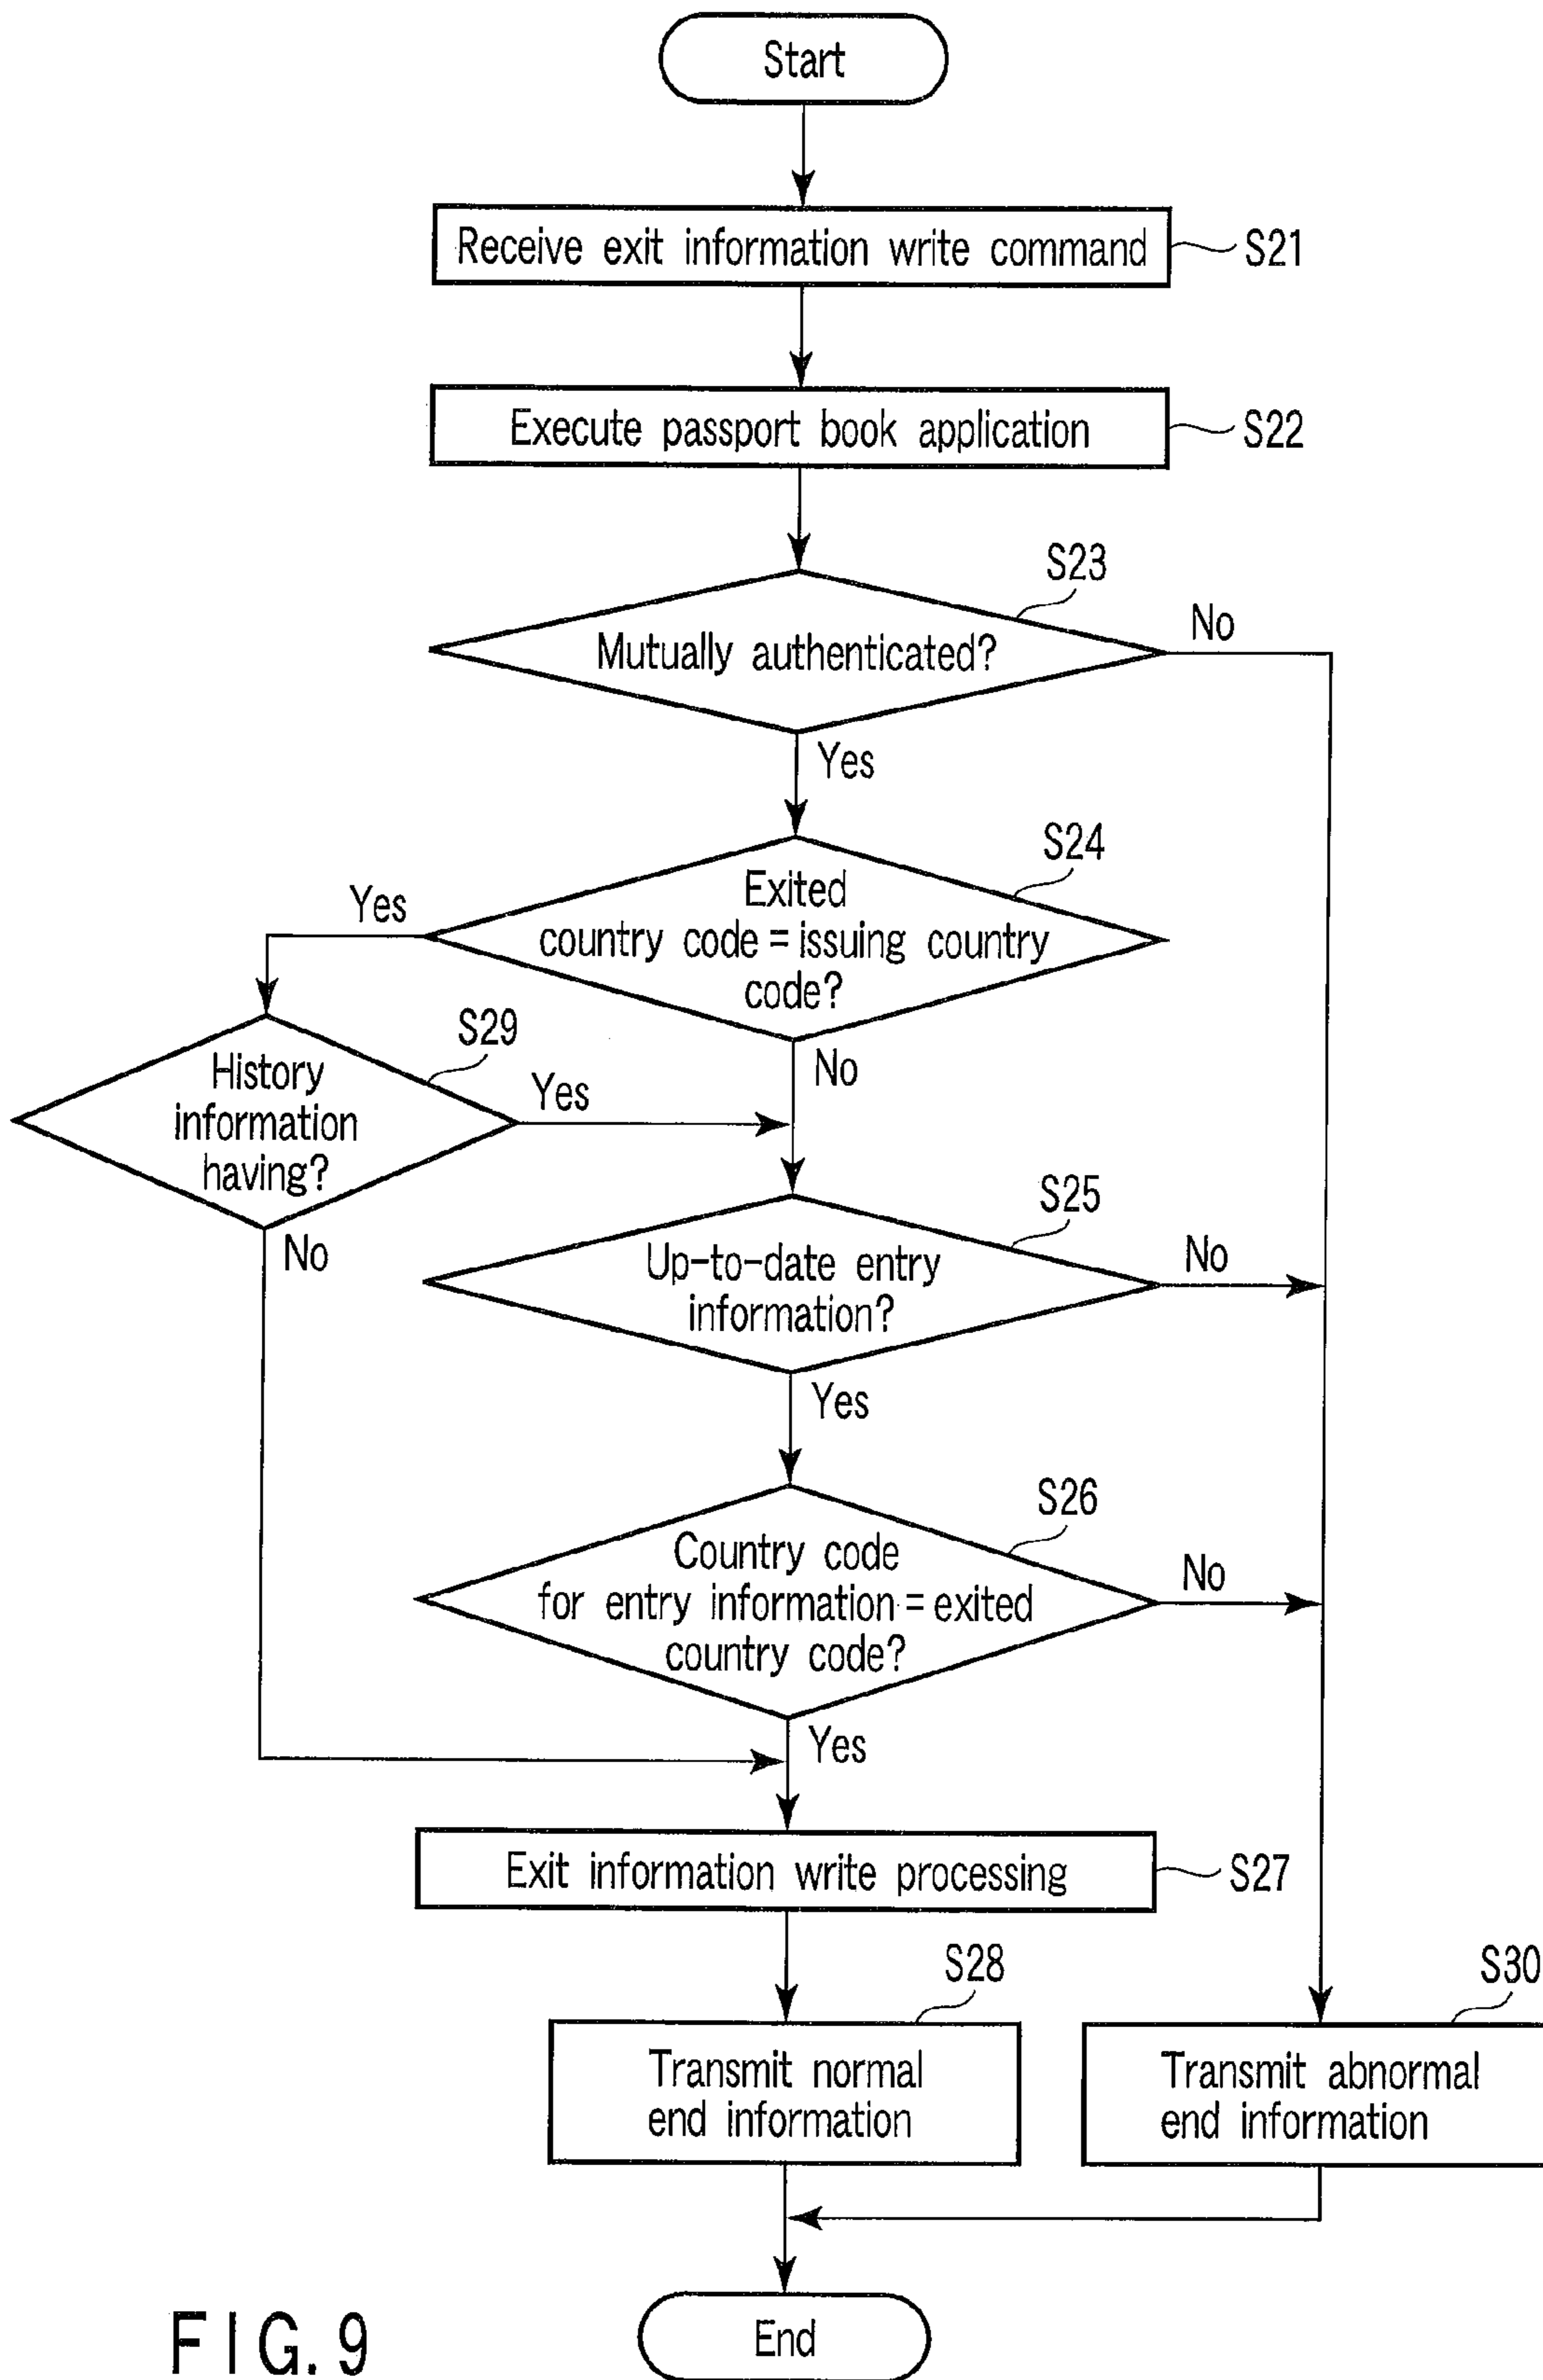 Start
Receive exit information write command
S21
Execute passport book application
S22
S23
Mutually authenticated?
No
Yes
S24
Exited
country code = issuing country
code?
Yes
No
S29
History
information
having?
Yes
No
S25
Up-to-date entry
information?
No
Yes
S26
Country code
for entry information = exited
country code?
No
Yes
Exit information write processing
S27
S28
Transmit normal
end information
S30
Transmit abnormal
end information
End
FIG. 9